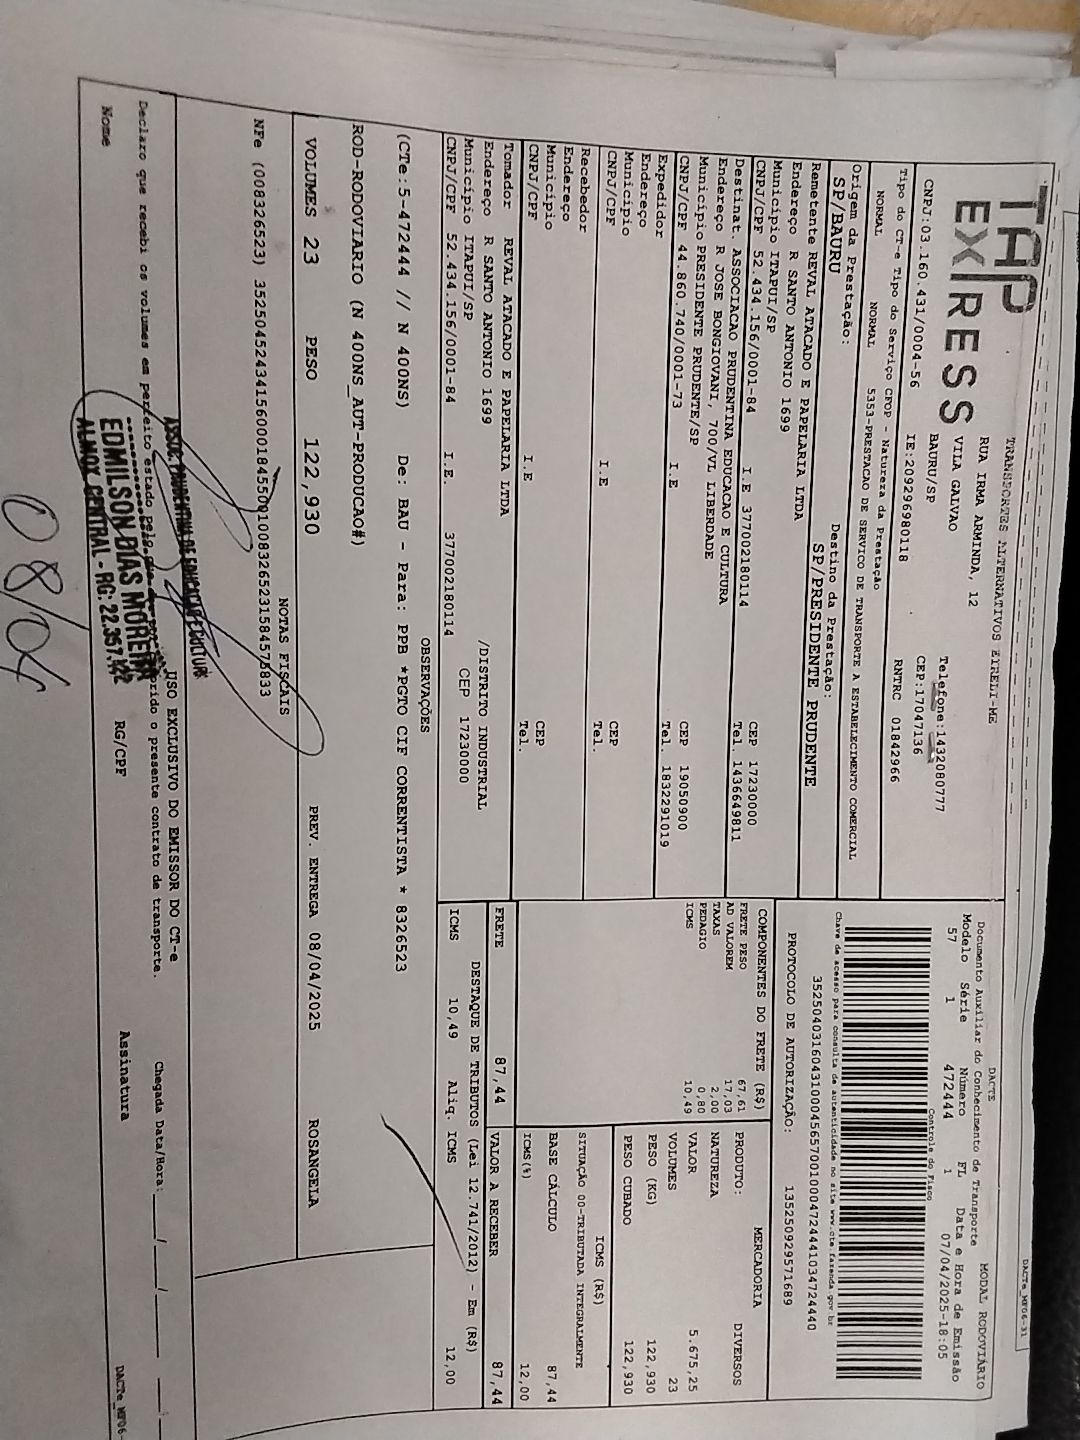 DACTe_MF06-31
TAP
EXPRESS
TRANSPORTES ALTERNATIVOS EIRELI-ME
RUA IRMA ARMINDA, 12
VILA GALVAO
BAURU/SP
Telefone:1432080777
CEP:17047136
CNPJ:03.160.431/0004-56 IE:209296980118 RNTRC 01842966
Tipo do CT-e Tipo do Serviço CFOP - Natureza da Prestação
NORMAL NORMAL 5353-PRESTACAO DE SERVICO DE TRANSPORTE A ESTABELECIMENTO COMERCIAL
Origem da Prestação: Destino da Prestação:
SP/BAURU SP/PRESIDENTE PRUDENTE
Remetente REVAL ATACADO E PAPELARIA LTDA
Endereço R SANTO ANTONIO 1699
Município ITAPUI/SP CEP 17230000
CNPJ/CPF 52.434.156/0001-84 I.E 377002180114 Tel. 1436649811
Destinat. ASSOCIACAO PRUDENTINA EDUCACAO E CULTURA
Endereço R JOSE BONGIOVANI, 700/VL LIBERDADE
Município PRESIDENTE PRUDENTE/SP CEP 19050900
CNPJ/CPF 44.860.740/0001-73 I.E Tel. 1832291019
Expedidor
Endereço
Município CEP
CNPJ/CPF I.E Tel.
Recebedor
Endereço
Município CEP
CNPJ/CPF I.E Tel.
Tomador REVAL ATACADO E PAPELARIA LTDA
Endereço R SANTO ANTONIO 1699 /DISTRITO INDUSTRIAL
Município ITAPUI/SP CEP 17230000
CNPJ/CPF 52.434.156/0001-84 I.E. 377002180114
DACTE MODAL RODOVIÁRIO
Documento Auxiliar do Conhecimento de Transporte
Modelo Série Número FL Data e Hora de Emissão
57 1 472444 1 07/04/2025-18:05
Controle do Fisco
Chave de acesso para consulta de autenticidade no site www.cte.fazenda.gov.br
35250403160431000456570010004724441034724440
PROTOCOLO DE AUTORIZAÇÃO: 135250929571689
COMPONENTES DO FRETE (R$)
FRETE PESO 67,61
AD VALOREM 17,03
TAXAS 2,00
PEDAGIO 0,80
ICMS 10,49
MERCADORIA
PRODUTO: DIVERSOS
NATUREZA
VALOR 5.675,25
VOLUMES 23
PESO (KG) 122,930
PESO CUBADO 122,930
ICMS (R$)
SITUAÇÃO 00-TRIBUTADA INTEGRALMENTE
BASE CÁLCULO 87,44
ICMS(%) 12,00
FRETE 87,44 VALOR A RECEBER 87,44
DESTAQUE DE TRIBUTOS (Lei 12.741/2012) - Em (R$)
ICMS 10,49 Aliq. ICMS 12,00
OBSERVAÇÕES
(CTe:5-472444 // N 400NS) De: BAU - Para: PPB *PGTO CIF CORRENTISTA * 8326523
ROD-RODOVIARIO (N 400NS_AUT-PRODUCAO#)
VOLUMES 23 PESO 122,930 PREV. ENTREGA 08/04/2025 ROSANGELA
NOTAS FISCAIS
NFe (008326523)
USO EXCLUSIVO DO EMISSOR DO CT-e
Declaro que recebi os volumes em perfeito estado pelo que dou por cumprido o presente contrato de transporte.
Chegada Data/Hora: __/__/__
Nome RG/CPF Assinatura
ASSOC. PRUDENTINA DE EDUCAÇÃO E CULTURA
EDMILSON DIAS MOREIRA
ALMOX. CENTRAL - RG: 22.357.
08/04
DACTe_MF06-